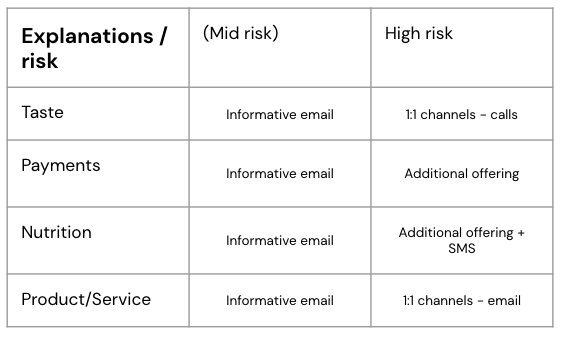 Explanations /
risk
(Mid risk)
High risk
Taste
Informative email
1:1 channels - calls
Payments
Informative email
Additional offering
Nutrition
Informative email
Additional offering +
SMS
Product/Service
Informative email
1:1 channels - email